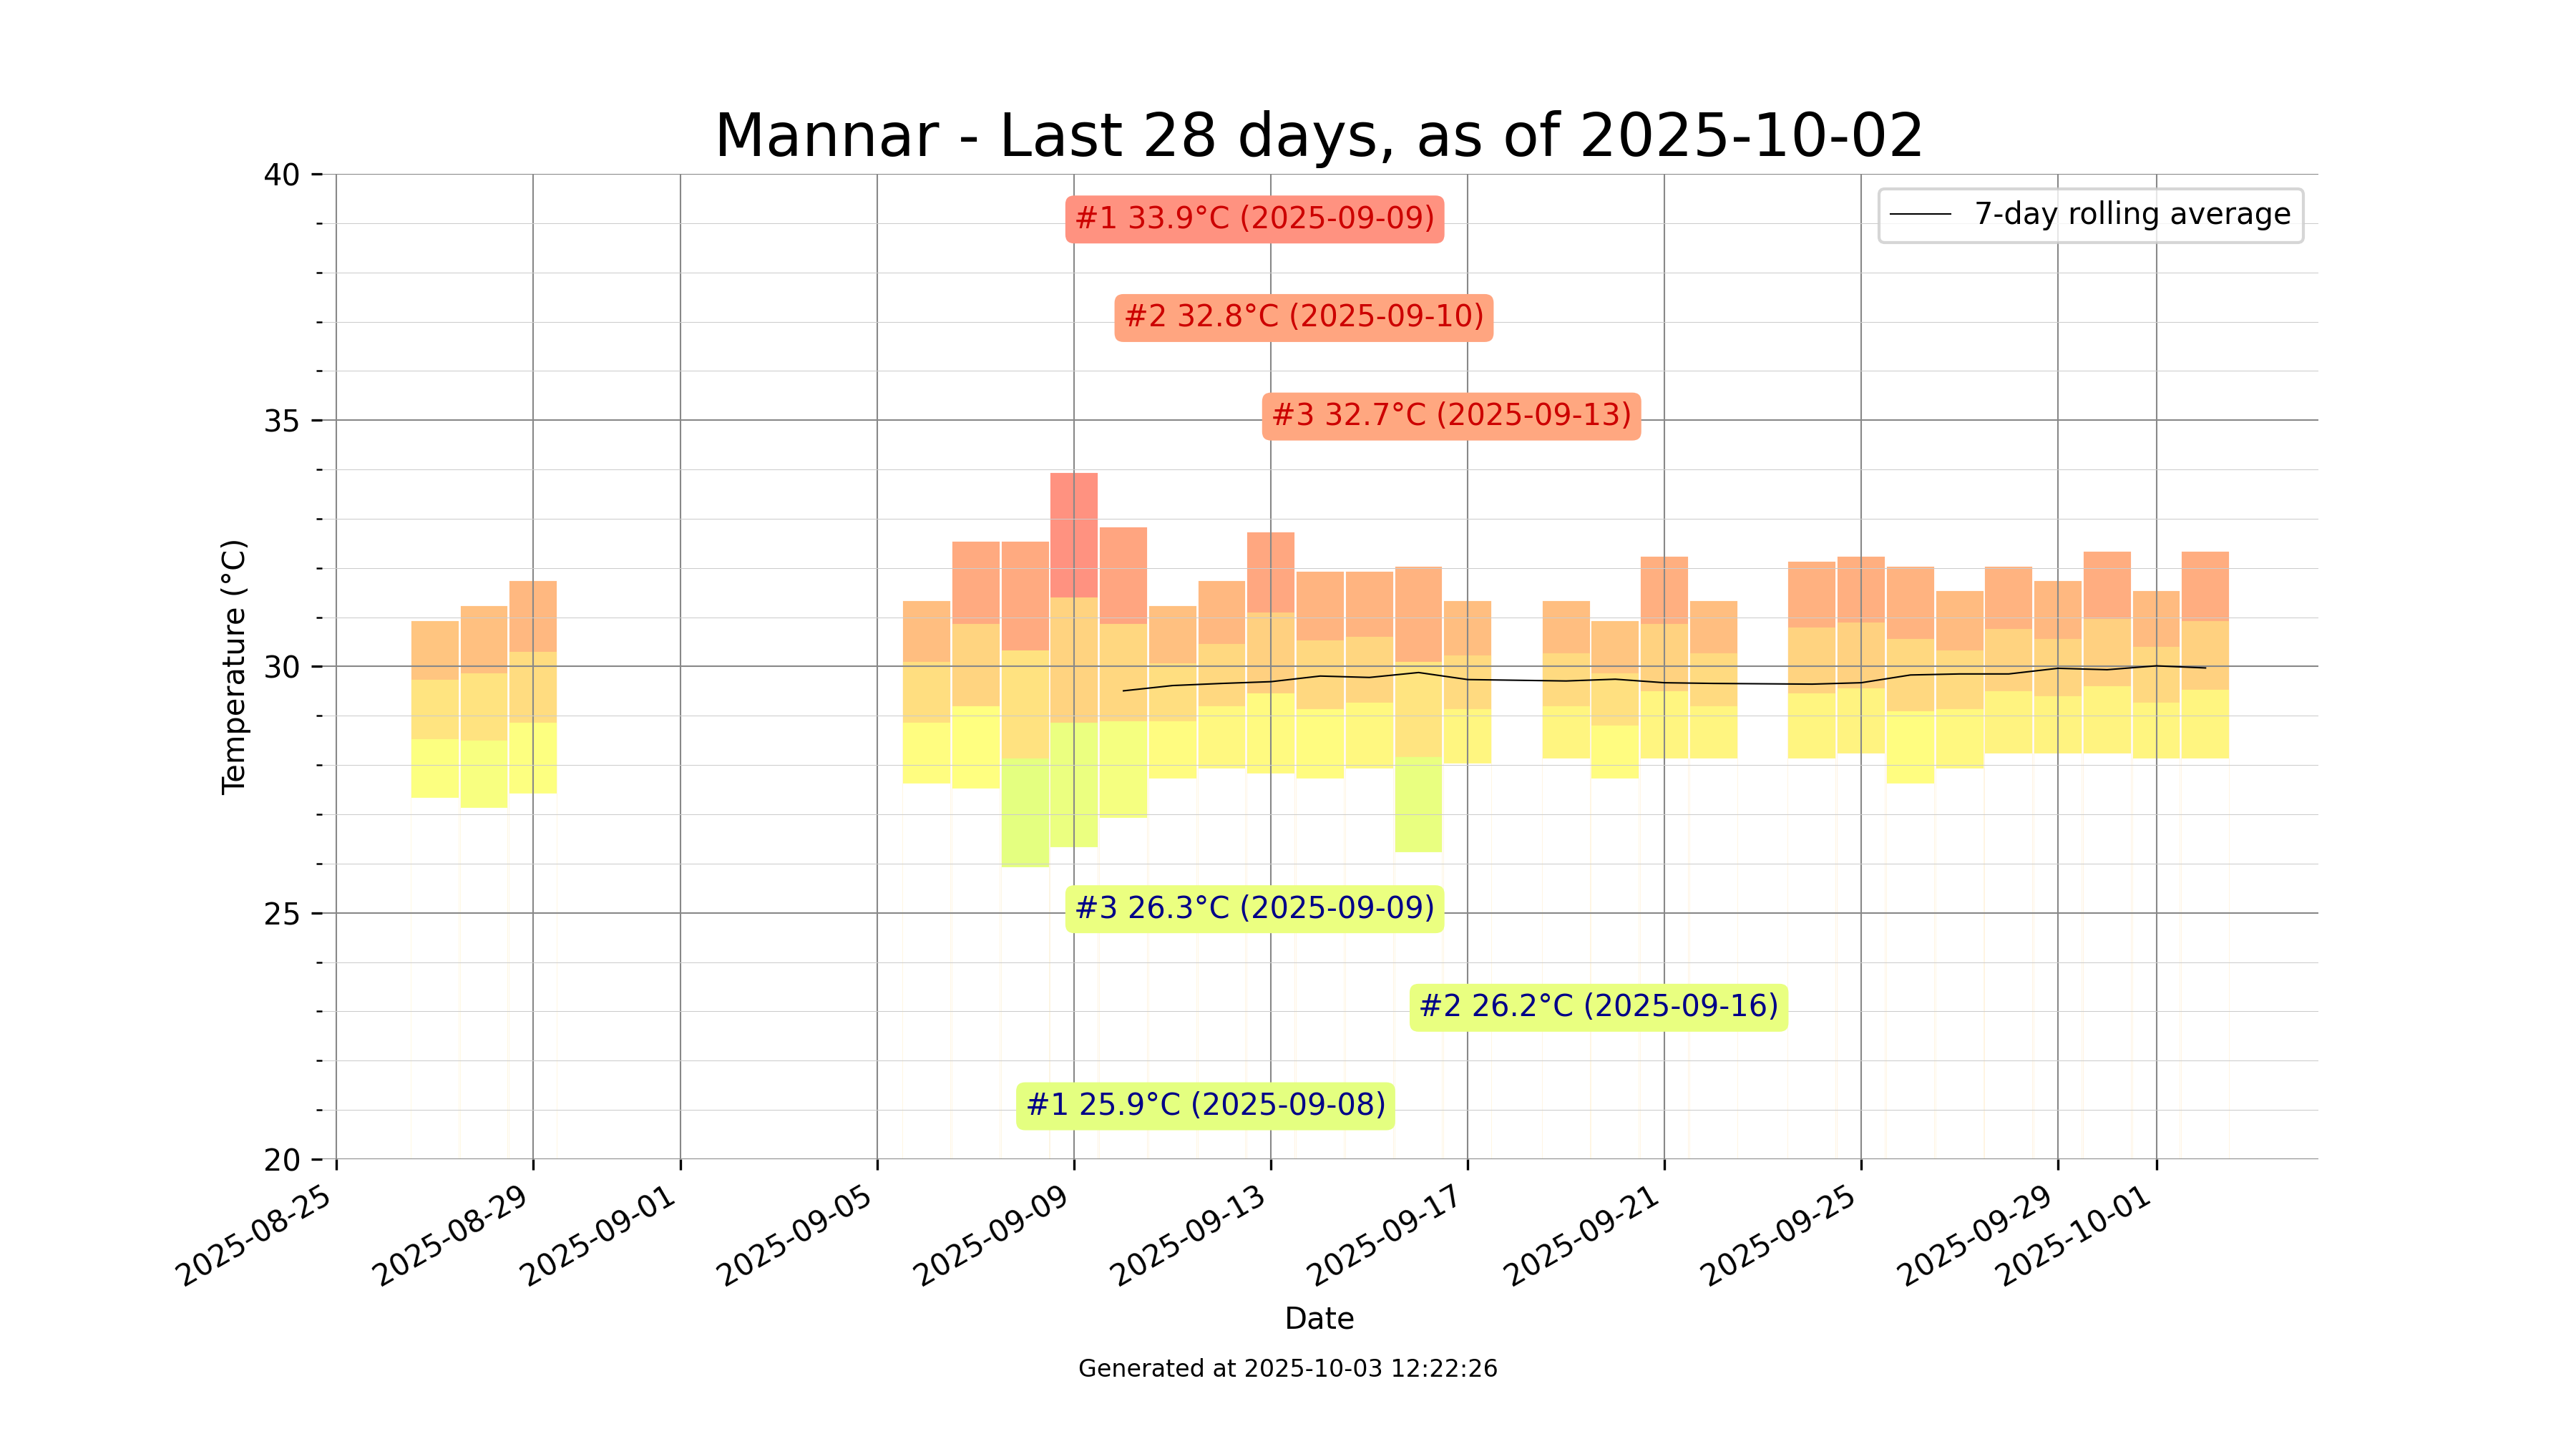 Mannar - Last 28 days, as of 2025-10-02
7-day rolling average
#1 33.9°C (2025-09-09)
#2 32.8°C (2025-09-10)
#3 32.7°C (2025-09-13)
#3 26.3°C (2025-09-09)
#2 26.2°C (2025-09-16)
#1 25.9°C (2025-09-08)
Temperature (°C)
40
35
30
25
20
2025-08-25
2025-08-29
2025-09-01
2025-09-05
2025-09-09
2025-09-13
2025-09-17
2025-09-21
2025-09-25
2025-09-29
2025-10-01
Date
Generated at 2025-10-03 12:22:26